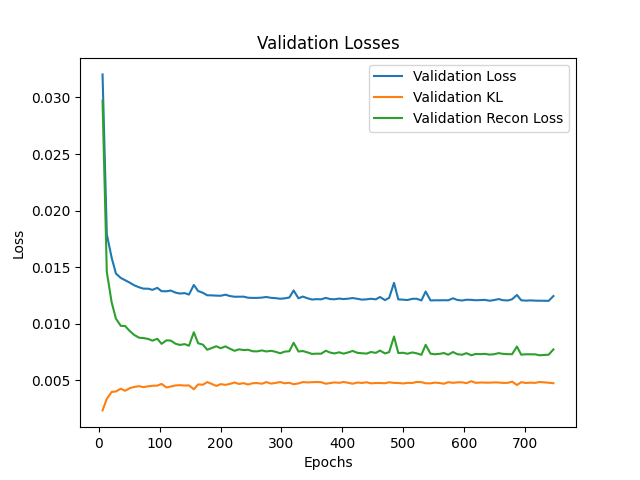 Validation Losses
Validation Loss
Validation KL
Validation Recon Loss
Loss
0.030
0.025
0.020
0.015
0.010
0.005
0 100 200 300 400 500 600 700
Epochs